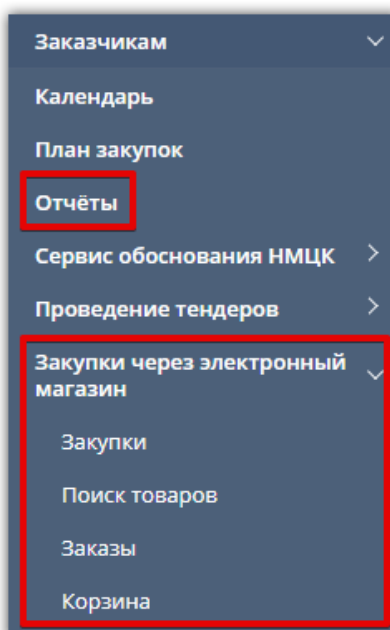 Заказчикам
Календарь
План закупок
Отчёты
Сервис обоснования НМЦК
Проведение тендеров
Закупки через электронный
магазин
Закупки
Поиск товаров
Заказы
Корзина